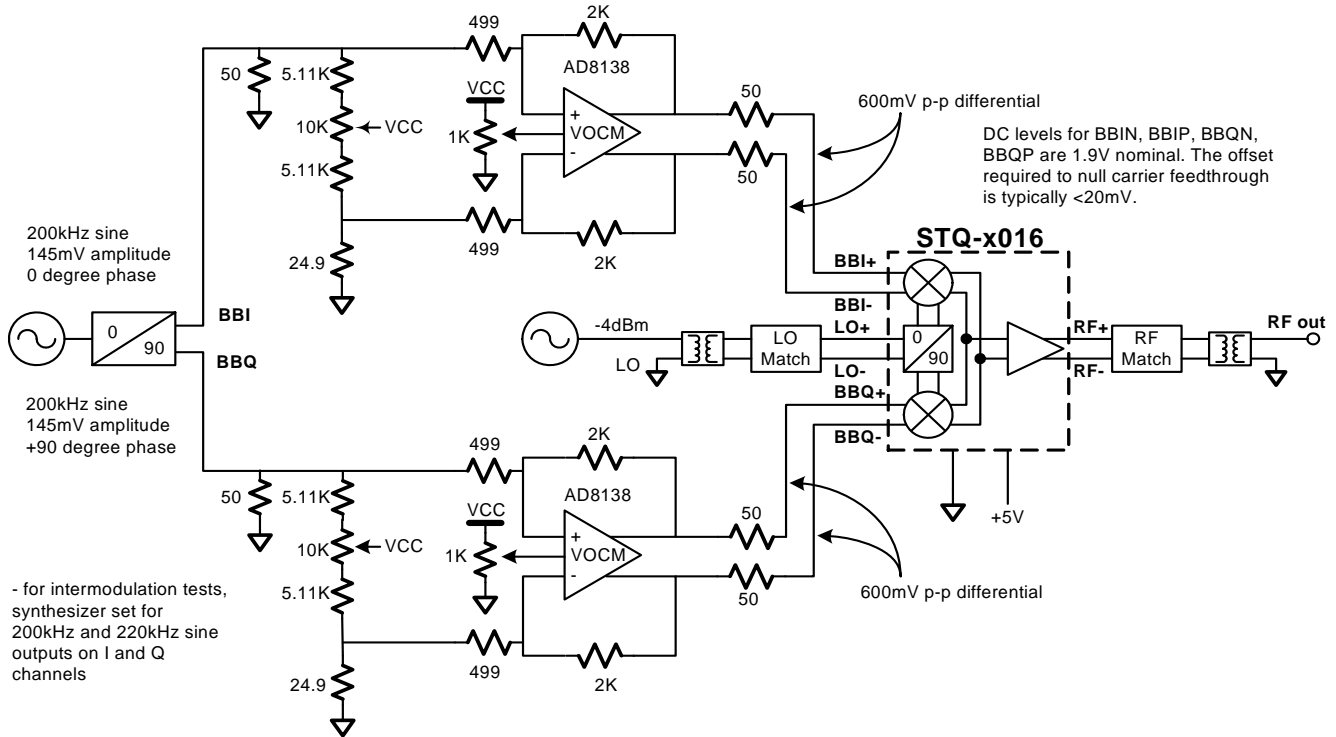 499
2K
50
5.11K
AD8138
VCC
10K
VCC
1K
+
VOCM
-
5.11K
50
50
600mV p-p differential
DC levels for BBIN, BBIP, BBQN,
BBQP are 1.9V nominal. The offset
required to null carrier feedthrough
is typically <20mV.
499
2K
24.9
200kHz sine
145mV amplitude
0 degree phase
STQ-x016
BBI+
BBI-
0
90
BBI
BBQ
-4dBm
LO
LO
Match
LO+
LO-
0
90
RF+
RF-
RF
Match
RF out
BBQ+
BBQ-
200kHz sine
145mV amplitude
+90 degree phase
499
2K
50
5.11K
AD8138
VCC
10K
VCC
1K
+
VOCM
-
5.11K
50
50
+5V
600mV p-p differential
- for intermodulation tests,
synthesizer set for
200kHz and 220kHz sine
outputs on I and Q
channels
499
2K
24.9